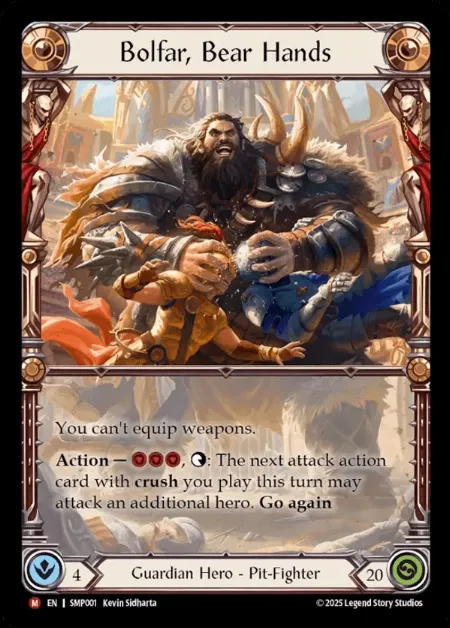 Bolfar, Bear Hands
You can't equip weapons.
Action — , : The next attack action
card with crush you play this turn may
attack an additional hero. Go again
4
Guardian Hero - Pit-Fighter
20
M EN | SMP001 Kevin Sidharta
© 2025 Legend Story Studios